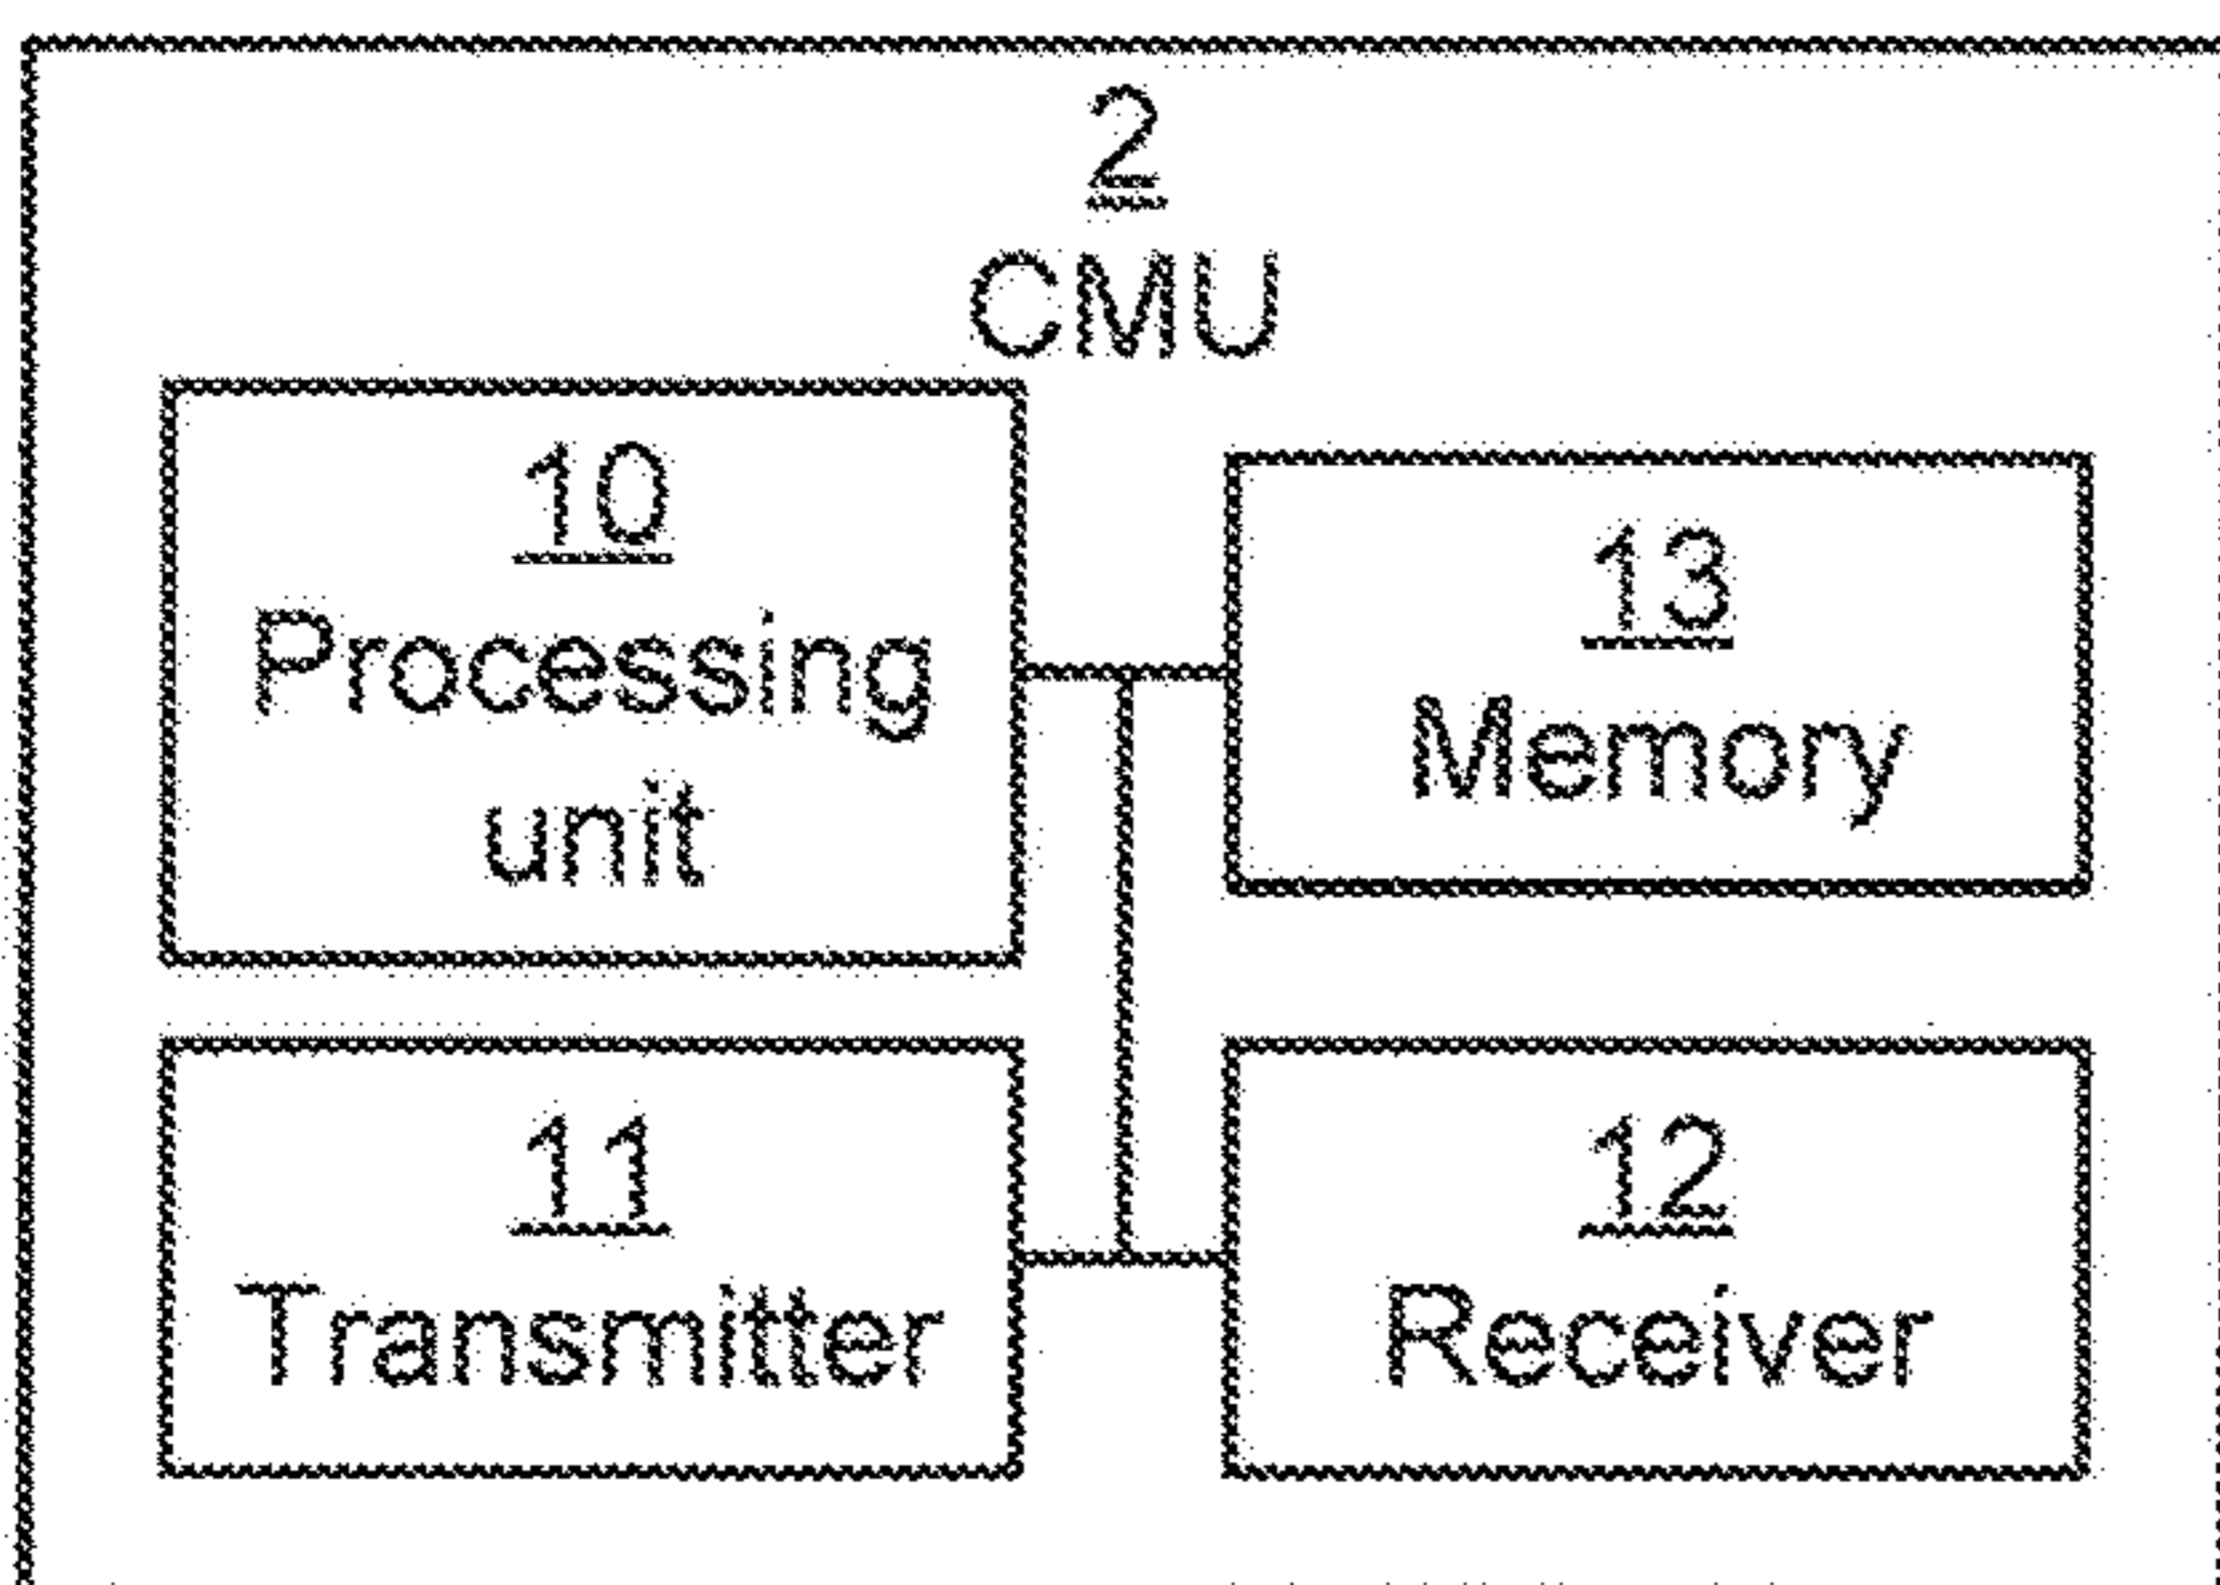 2
CMU
10
Processing
unit
13
Memory
11
Transmitter
12
Receiver